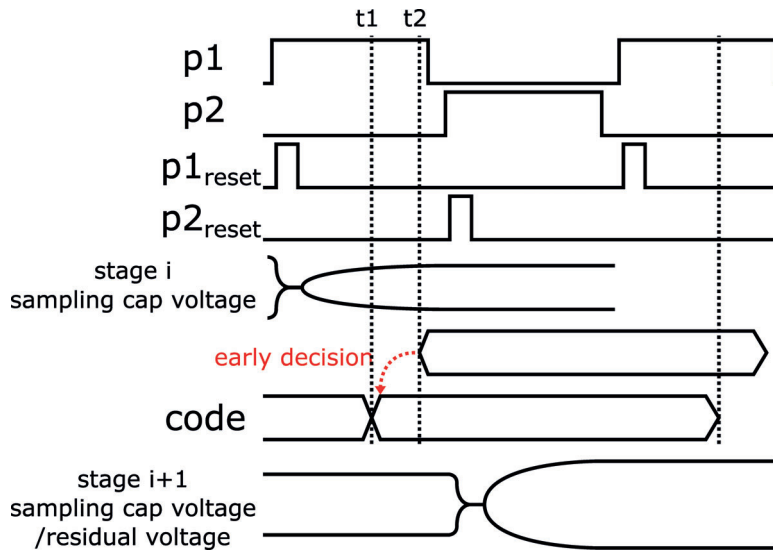 t1 t2
p1
p2
p1reset
p2reset
stage i
sampling cap voltage
early decision
code
stage i+1
sampling cap voltage
/residual voltage